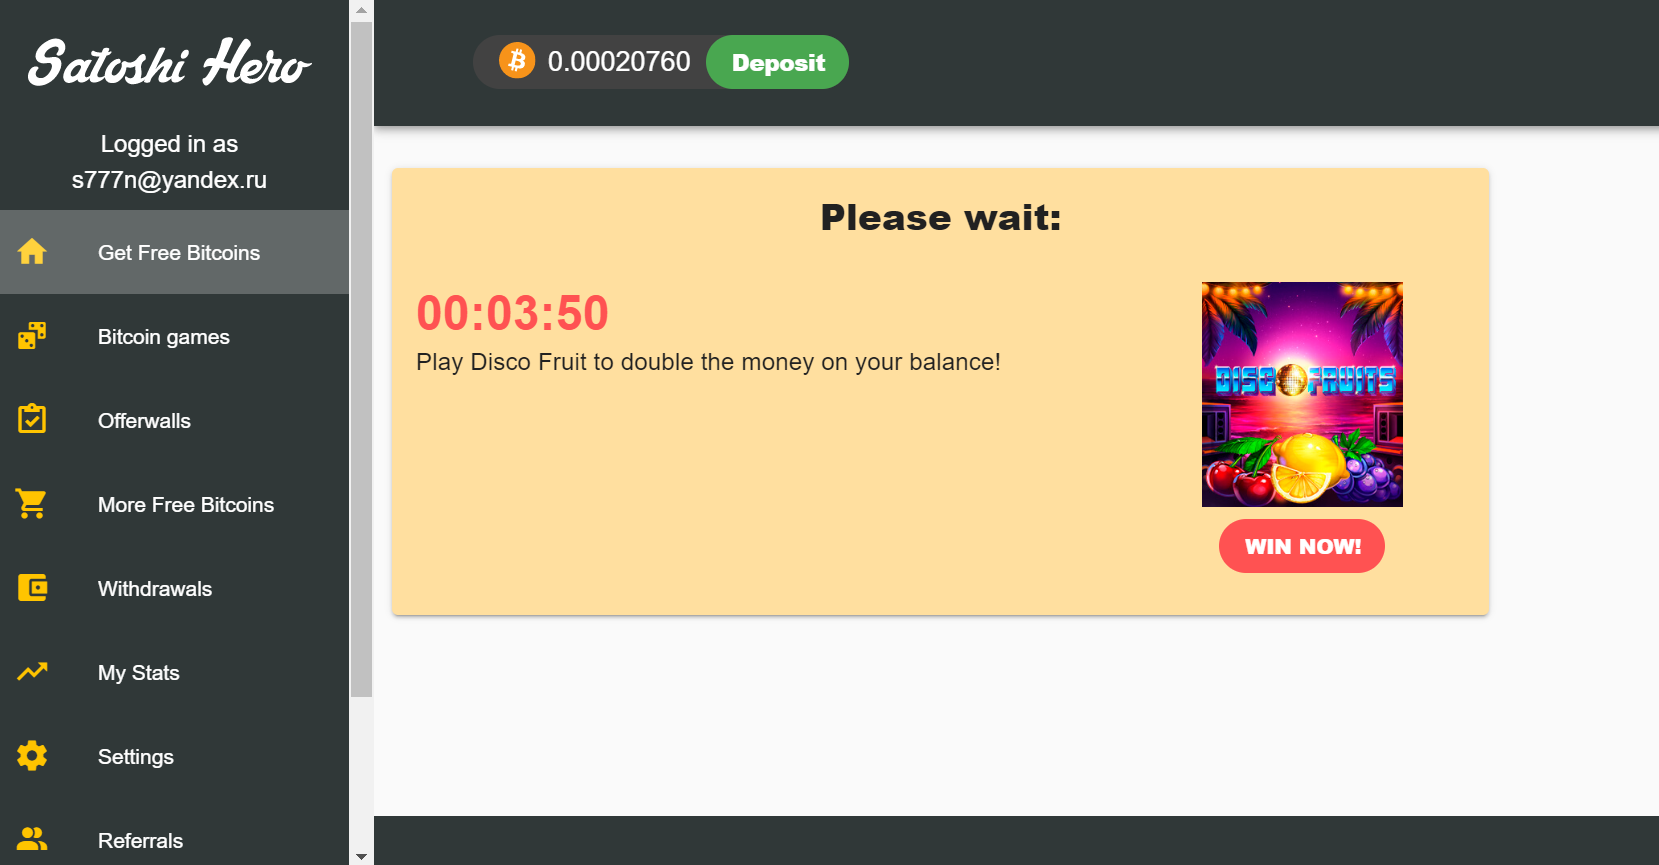 Satoshi Hero
Logged in as
s777n@yandex.ru
Get Free Bitcoins
Bitcoin games
Offerwalls
More Free Bitcoins
Withdrawals
My Stats
Settings
Referrals
0.00020760
Deposit
Please wait:
00:03:50
Play Disco Fruit to double the money on your balance!
DISCO FRUITS
WIN NOW!